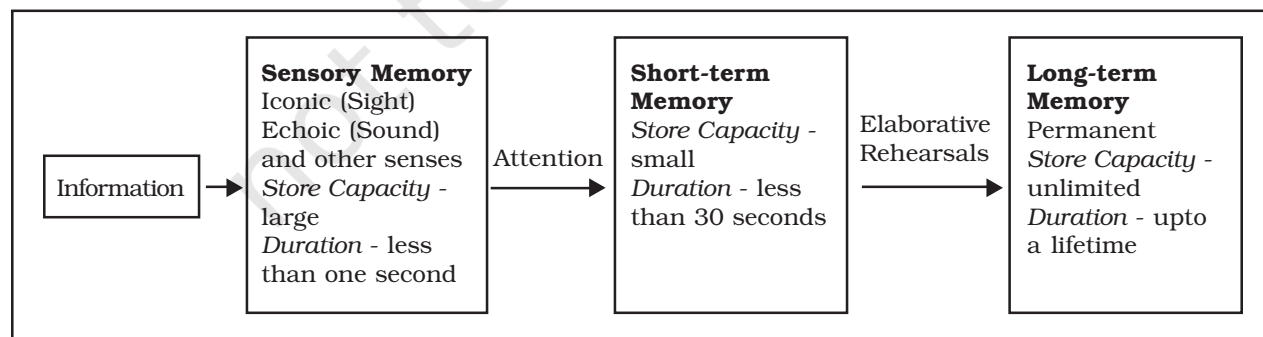 Information
Sensory Memory
Iconic (Sight)
Echoic (Sound)
and other senses
Store Capacity -
large
Duration - less
than one second
Attention
Short-term
Memory
Store Capacity -
small
Duration - less
than 30 seconds
Elaborative
Rehearsals
Long-term
Memory
Permanent
Store Capacity -
unlimited
Duration - upto
a lifetime
not